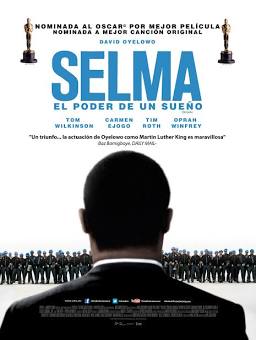 NOMINADA AL OSCAR® MEJOR PELÍCULA
NOMINADA A MEJOR CANCIÓN ORIGINAL
DAVID OYELOWO
SELMA
EL PODER DE UN SUEÑO
TOM WILKINSON
CARMEN EJOGO
TIM ROTH
OPRAH WINFREY
"Un triunfo... la actuación de Oyelowo como Martin Luther King es maravillosa"
Baz Bamigboye, DAILY MAIL